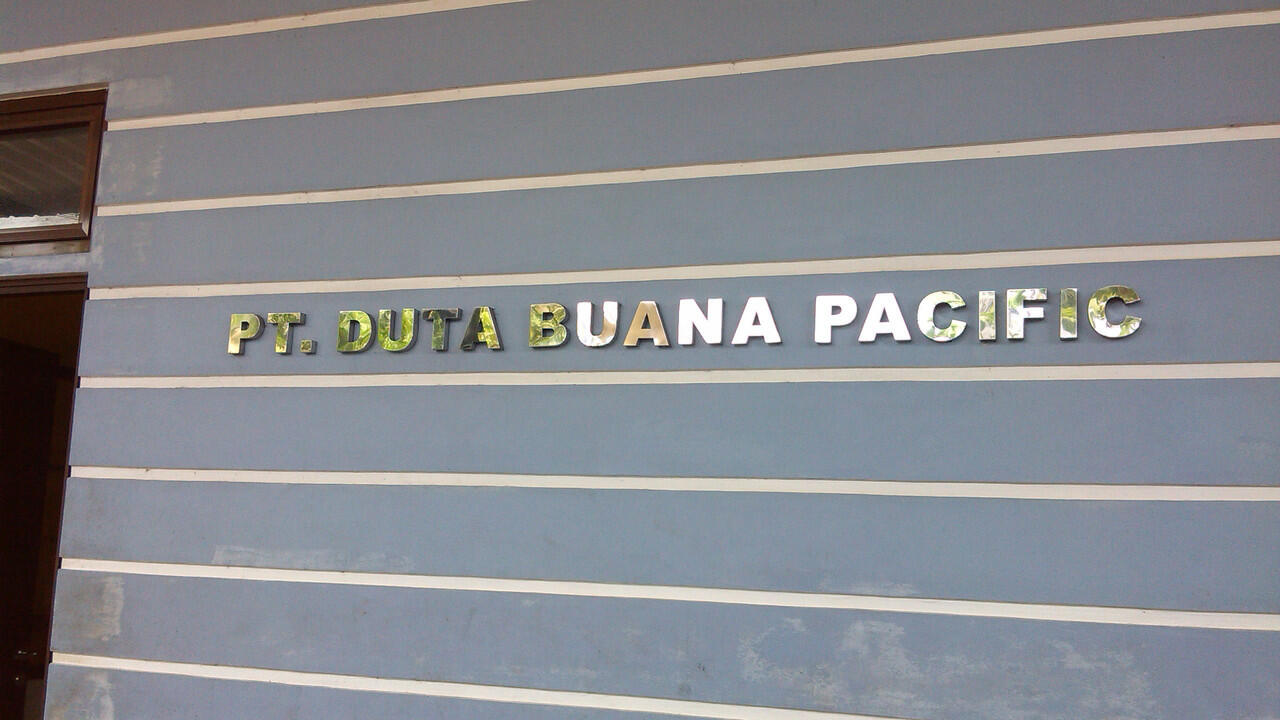 PT. DUTA BUANA PACIFIC